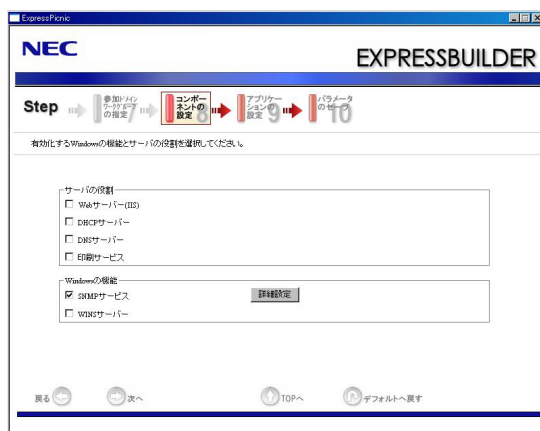 ExpressPicnic
NEC
EXPRESSBUILDER
Step
参加ドメイン
ワークグループ
の指定 7
コンポー
ネントの
設定 8
アプリケー
ションの
設定 9
パラメータ
のセーブ 10
有効化するWindowsの機能とサーバの役割を選択してください。
サーバの役割
Webサーバー(IIS)
DHCPサーバー
DNSサーバー
印刷サービス
Windowsの機能
SNMPサービス
詳細設定
WINSサーバー
戻る
次へ
TOPへ
デフォルトへ戻す